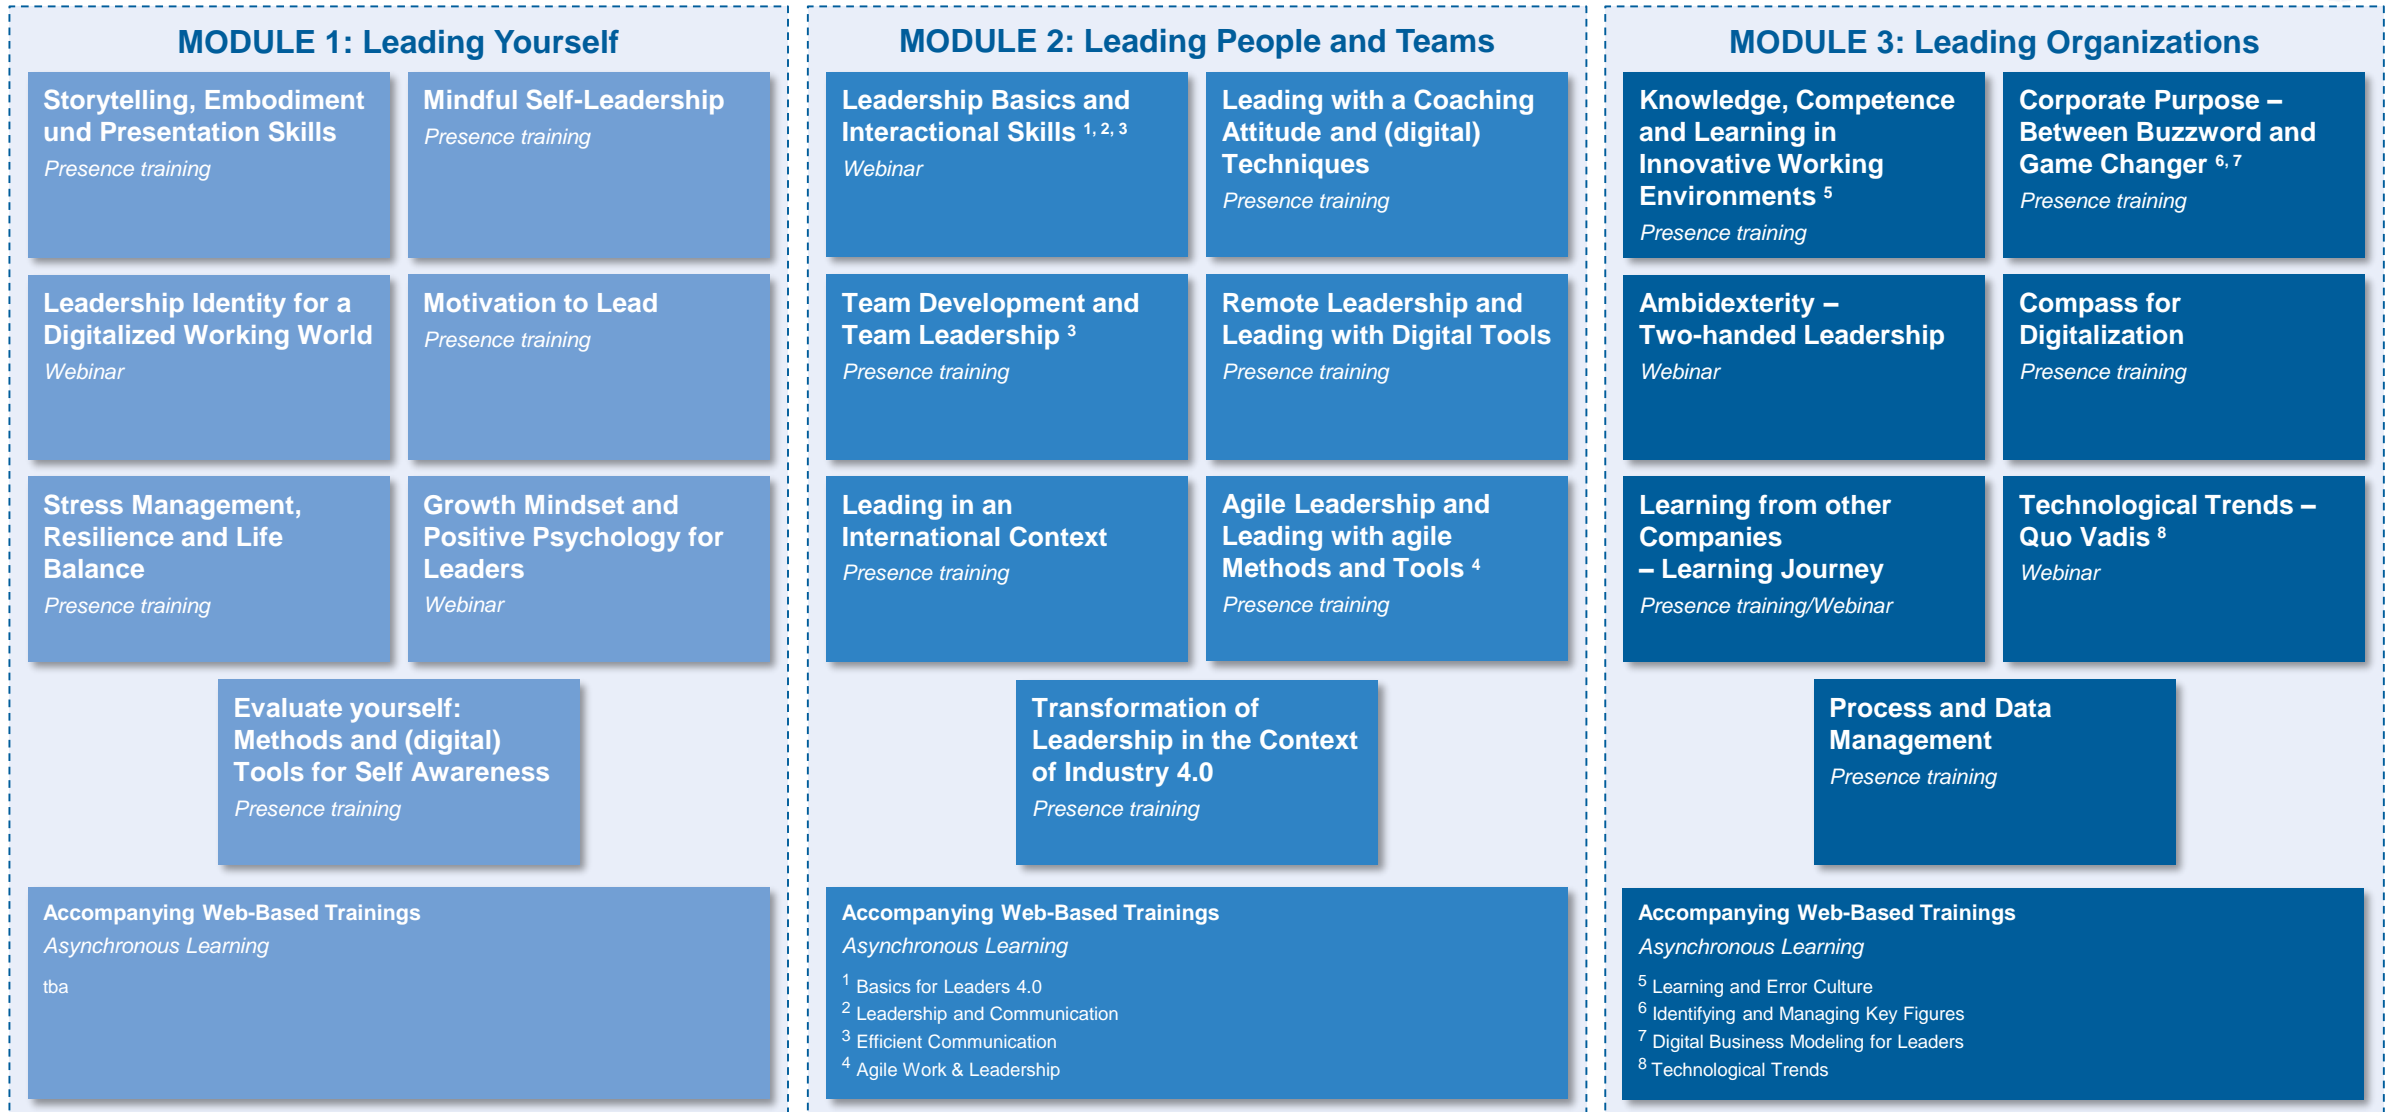 MODULE 1: Leading Yourself
Storytelling, Embodiment
und Presentation Skills
Presence training
Mindful Self-Leadership
Presence training
Leadership Identity for a
Digitalized Working World
Webinar
Motivation to Lead
Presence training
Stress Management,
Resilience and Life
Balance
Presence training
Growth Mindset and
Positive Psychology for
Leaders
Webinar
Evaluate yourself:
Methods and (digital)
Tools for Self Awareness
Presence training
Accompanying Web-Based Trainings
Asynchronous Learning
tba
MODULE 2: Leading People and Teams
Leadership Basics and
Interactional Skills 1, 2, 3
Webinar
Leading with a Coaching
Attitude and (digital)
Techniques
Presence training
Team Development and
Team Leadership 3
Presence training
Remote Leadership and
Leading with Digital Tools
Presence training
Leading in an
International Context
Presence training
Agile Leadership and
Leading with agile
Methods and Tools 4
Presence training
Transformation of
Leadership in the Context
of Industry 4.0
Presence training
Accompanying Web-Based Trainings
Asynchronous Learning
1 Basics for Leaders 4.0
2 Leadership and Communication
3 Efficient Communication
4 Agile Work & Leadership
MODULE 3: Leading Organizations
Knowledge, Competence
and Learning in
Innovative Working
Environments 5
Presence training
Corporate Purpose –
Between Buzzword and
Game Changer 6, 7
Presence training
Ambidexterity –
Two-handed Leadership
Webinar
Compass for
Digitalization
Presence training
Learning from other
Companies
– Learning Journey
Presence training/Webinar
Technological Trends –
Quo Vadis 8
Webinar
Process and Data
Management
Presence training
Accompanying Web-Based Trainings
Asynchronous Learning
5 Learning and Error Culture
6 Identifying and Managing Key Figures
7 Digital Business Modeling for Leaders
8 Technological Trends